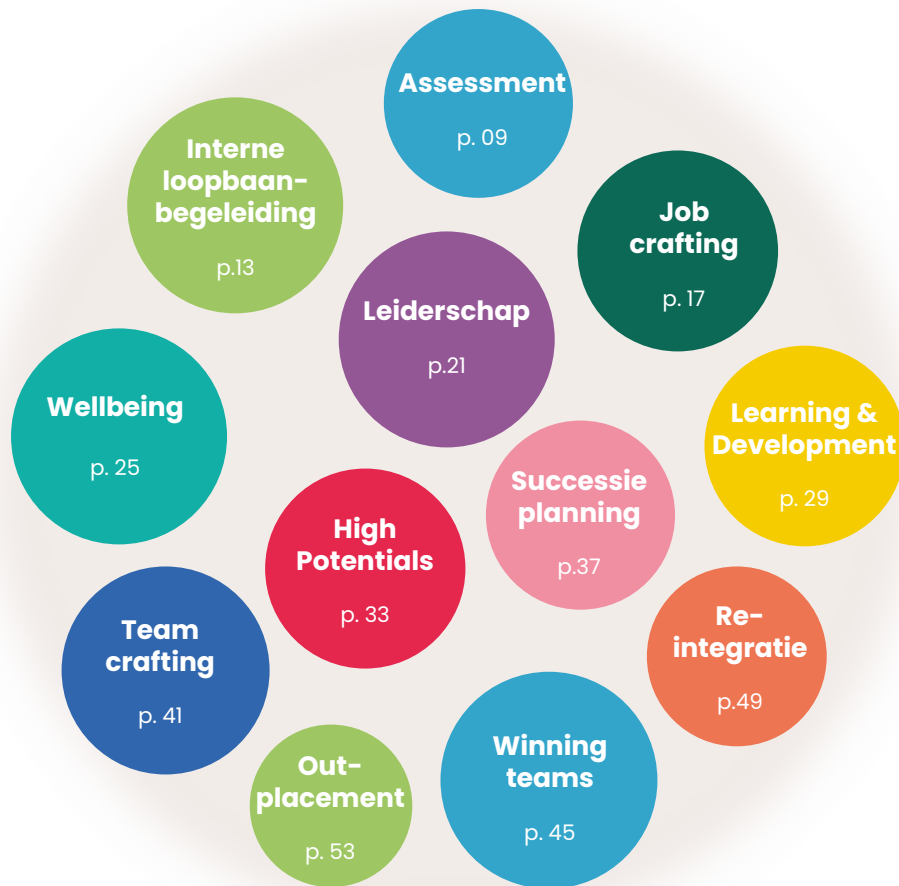 Assessment
p. 09
Interne
loopbaan-
begeleiding
p.13
Job
crafting
p. 17
Leiderschap
p.21
Wellbeing
p. 25
Learning &
Development
p. 29
Successie
planning
p.37
High
Potentials
p. 33
Re-
integratie
p.49
Team
crafting
p. 41
Winning
teams
p. 45
Out-
placement
p. 53